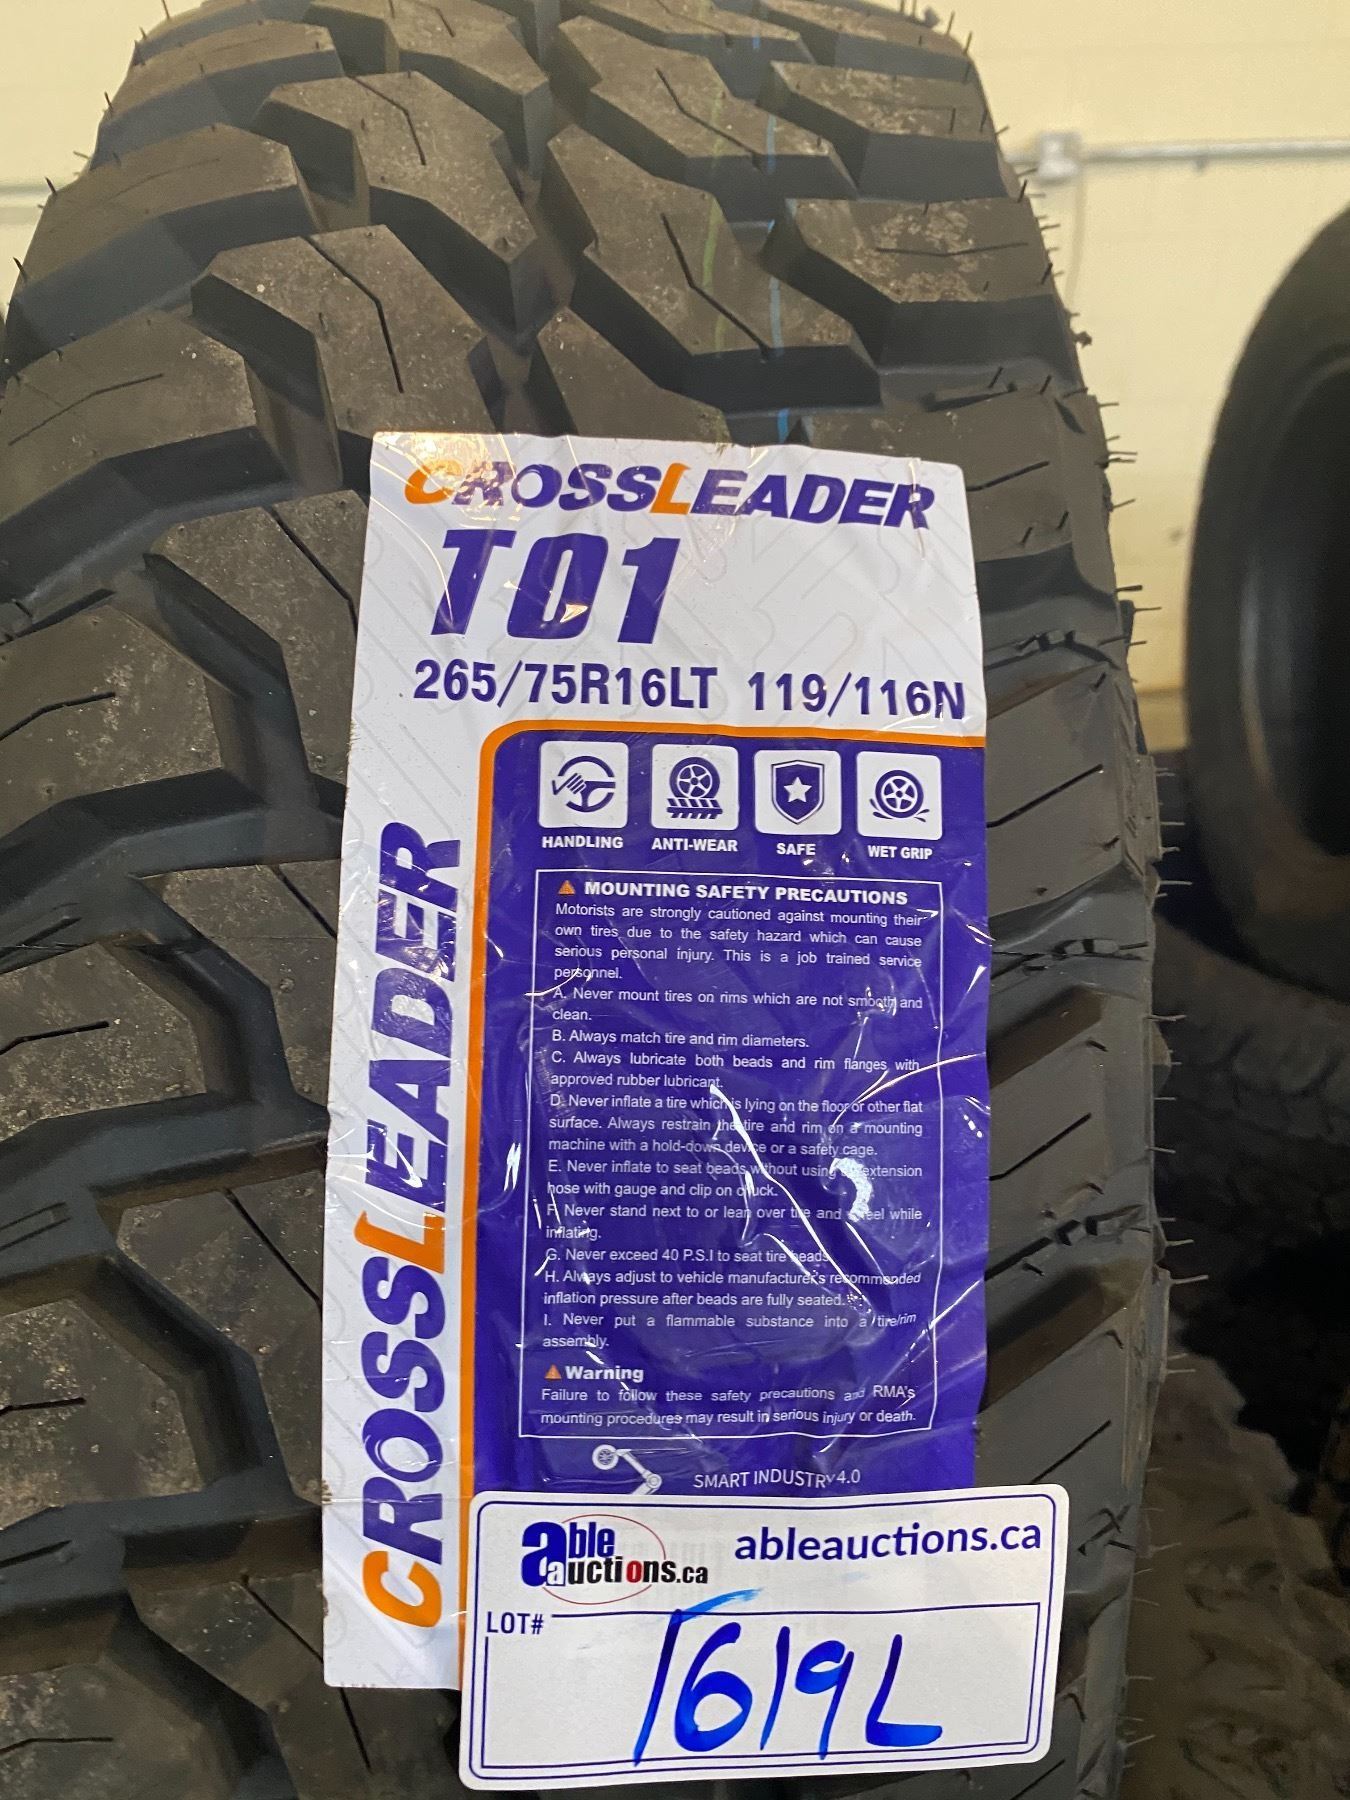 CROSSLEADER
T01
265/75R16LT 119/116N
HANDLING ANTI-WEAR SAFE WET GRIP
CROSSLEADER
MOUNTING SAFETY PRECAUTIONS
Motorists are strongly cautioned against mounting their
own tires due to the safety hazard which can cause
serious personal injury. This is a job trained service
personnel.
A. Never mount tires on rims which are not smooth and
clean.
B. Always match tire and rim diameters.
C. Always lubricate both beads and rim flanges with
approved rubber lubricant.
D. Never inflate a tire which is lying on the floor or other flat
surface. Always restrain the tire and rim on a mounting
machine with a hold-down device or a safety cage.
E. Never inflate to seat beads without using extension
hose with gauge and clip on chuck.
F. Never stand next to or lean over tire and wheel while
inflating.
G. Never exceed 40 P.S.I to seat tire beads
H. Always adjust to vehicle manufacturer's recommended
inflation pressure after beads are fully seated.
I. Never put a flammable substance into a tire/rim
assembly.
Warning
Failure to follow these safety precautions and RMA's
mounting procedures may result in serious injury or death.
SMART INDUSTRY 4.0
able auctions.ca
ableauctions.ca
LOT#
1619L